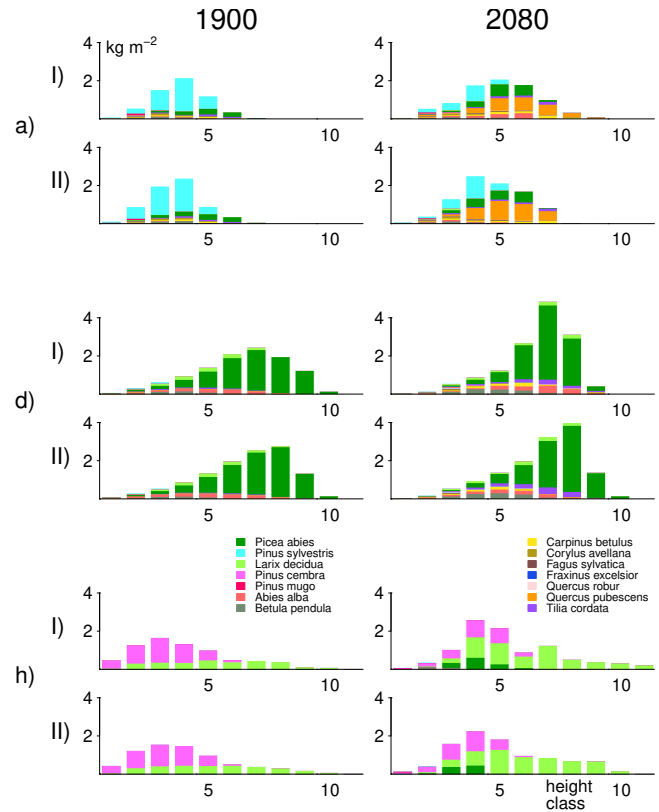 1900 2080
kg m⁻²
a)
I)
4
2
5 10
4
2
5 10
II)
4
2
5 10
4
2
5 10
d)
I)
4
2
5 10
4
2
5 10
II)
4
2
5 10
4
2
5 10
Picea abies
Pinus sylvestris
Larix decidua
Pinus cembra
Pinus mugo
Abies alba
Betula pendula
Carpinus betulus
Corylus avellana
Fagus sylvatica
Fraxinus excelsior
Quercus robur
Quercus pubescens
Tilia cordata
h)
I)
4
2
5 10
4
2
5 10
II)
4
2
5 10
4
2
5 height 10
class